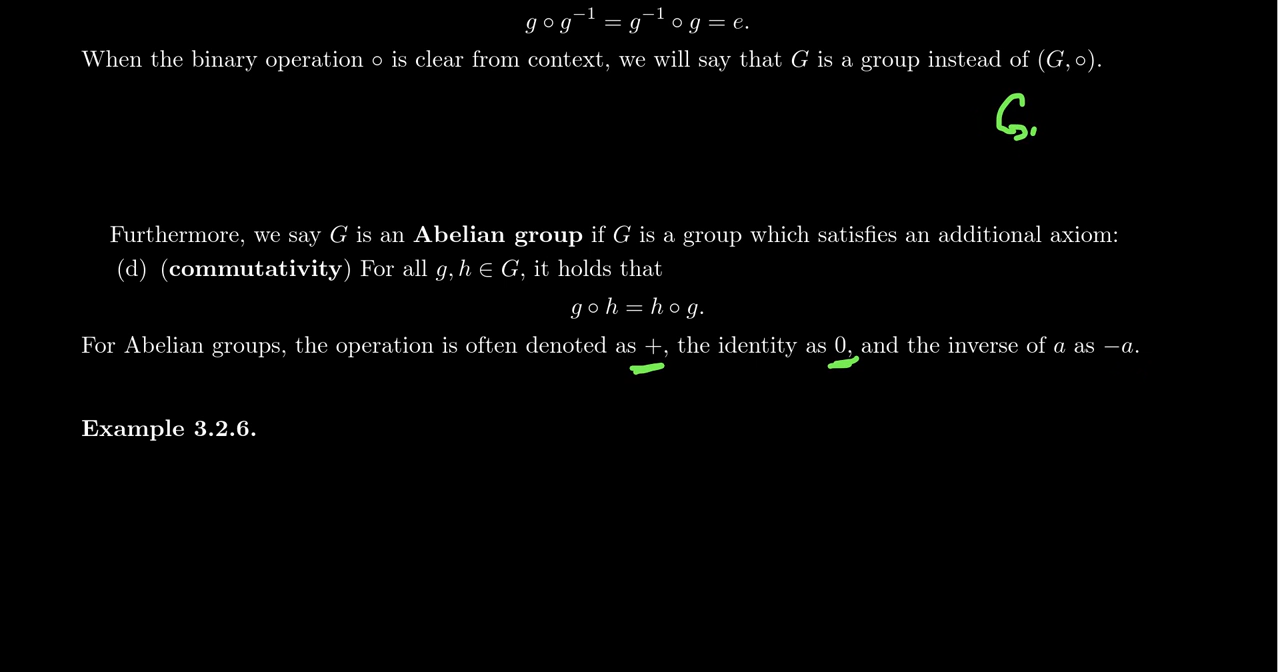 g ∘ g⁻¹ = g⁻¹ ∘ g = e.
When the binary operation ∘ is clear from context, we will say that G is a group instead of (G, ∘).
G.
Furthermore, we say G is an Abelian group if G is a group which satisfies an additional axiom:
(d) (commutativity) For all g, h ∈ G, it holds that
g ∘ h = h ∘ g.
For Abelian groups, the operation is often denoted as +, the identity as 0, and the inverse of a as −a.
Example 3.2.6.